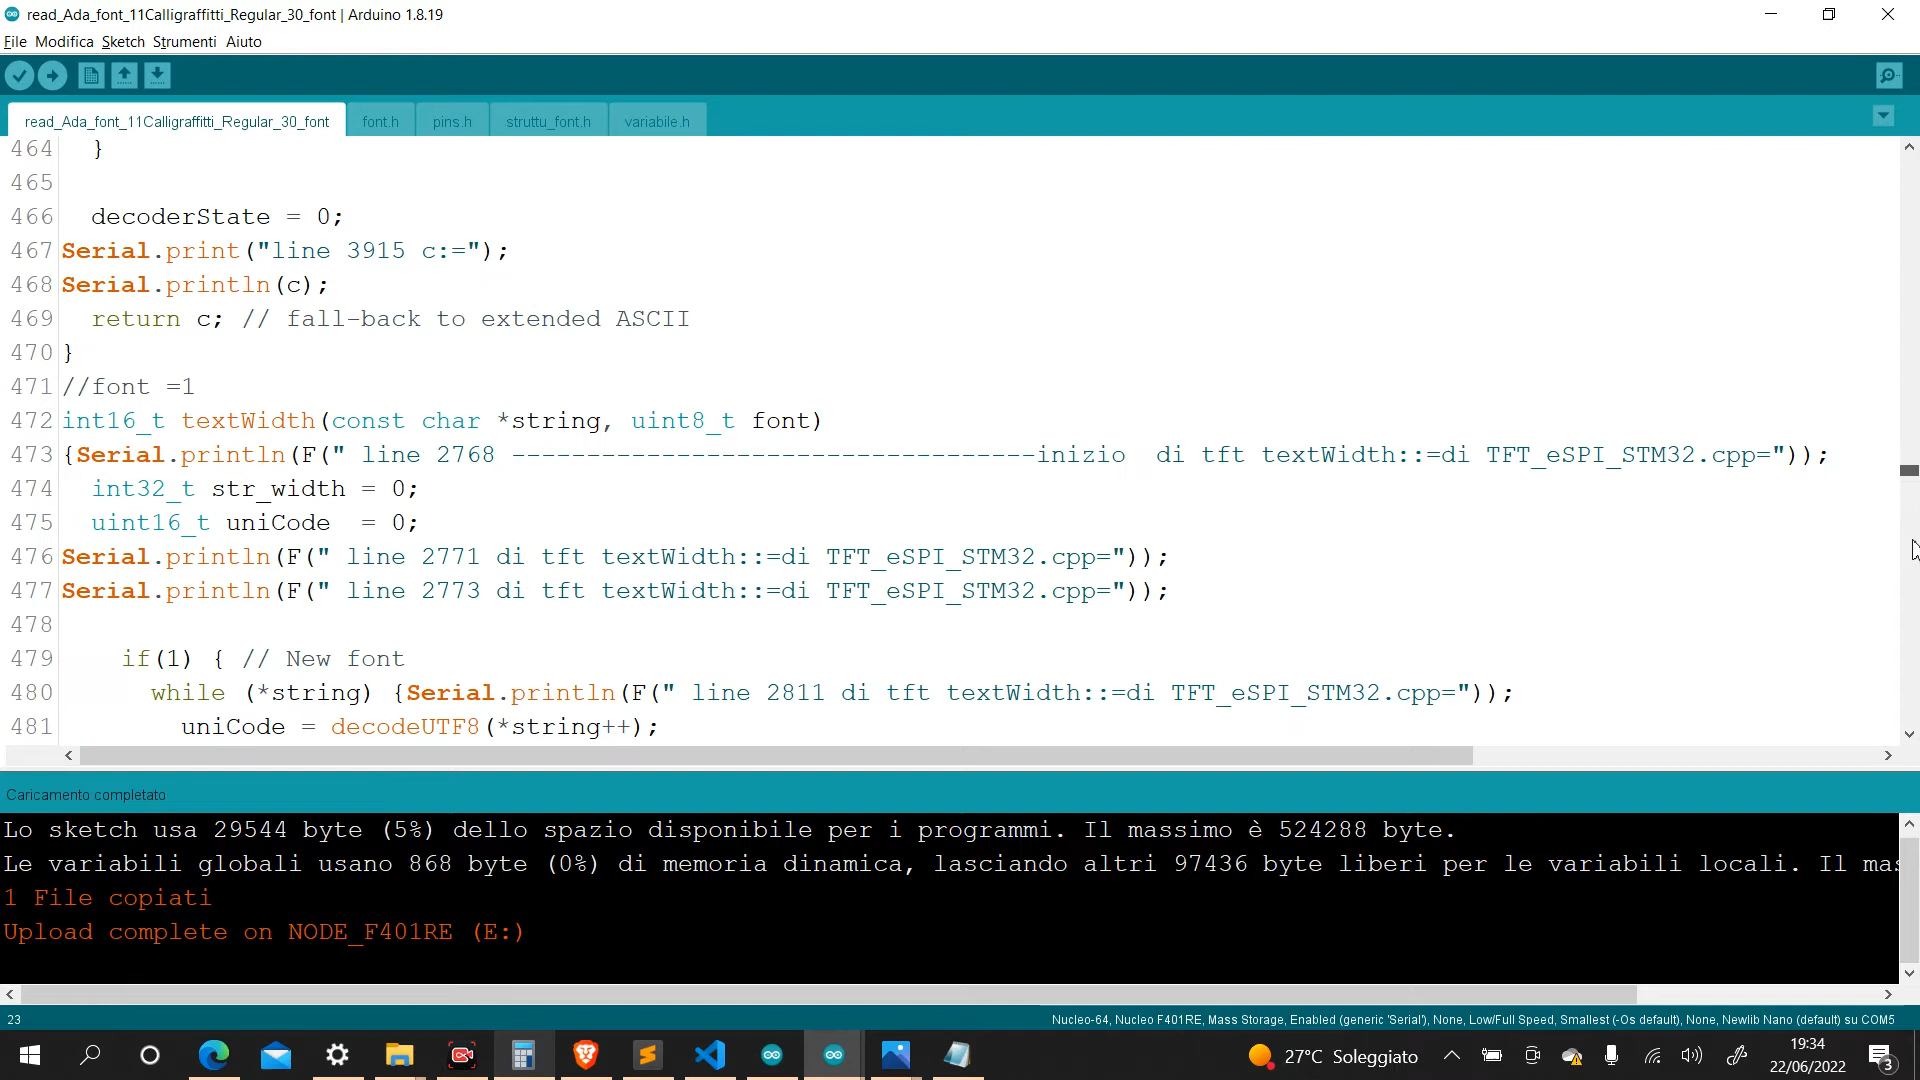 read_Ada_font_11Calligraffitti_Regular_30_font | Arduino 1.8.19
File Modifica Sketch Strumenti Aiuto
read_Ada_font_11Calligraffitti_Regular_30_font font.h pins.h struttu_font.h variabile.h
464   }
465
466   decoderState = 0;
467 Serial.print("line 3915 c:=");
468 Serial.println(c);
469   return c; // fall-back to extended ASCII
470 }
471 //font =1
472 int16_t textWidth(const char *string, uint8_t font)
473 {Serial.println(F(" line 2768 -----------------------------------inizio  di tft textWidth::=di TFT_eSPI_STM32.cpp="));
474   int32_t str_width = 0;
475   uint16_t uniCode  = 0;
476 Serial.println(F(" line 2771 di tft textWidth::=di TFT_eSPI_STM32.cpp="));
477 Serial.println(F(" line 2773 di tft textWidth::=di TFT_eSPI_STM32.cpp="));
478
479     if(1) { // New font
480       while (*string) {Serial.println(F(" line 2811 di tft textWidth::=di TFT_eSPI_STM32.cpp="));
481         uniCode = decodeUTF8(*string++);
Caricamento completato
Lo sketch usa 29544 byte (5%) dello spazio disponibile per i programmi. Il massimo è 524288 byte.
Le variabili globali usano 868 byte (0%) di memoria dinamica, lasciando altri 97436 byte liberi per le variabili locali. Il mas
1 File copiati
Upload complete on NODE_F401RE (E:)
23 Nucleo-64, Nucleo F401RE, Mass Storage, Enabled (generic 'Serial'), None, Low/Full Speed, Smallest (-Os default), None, Newlib Nano (default) su COM5
27°C Soleggiato 19:34
22/06/2022 3